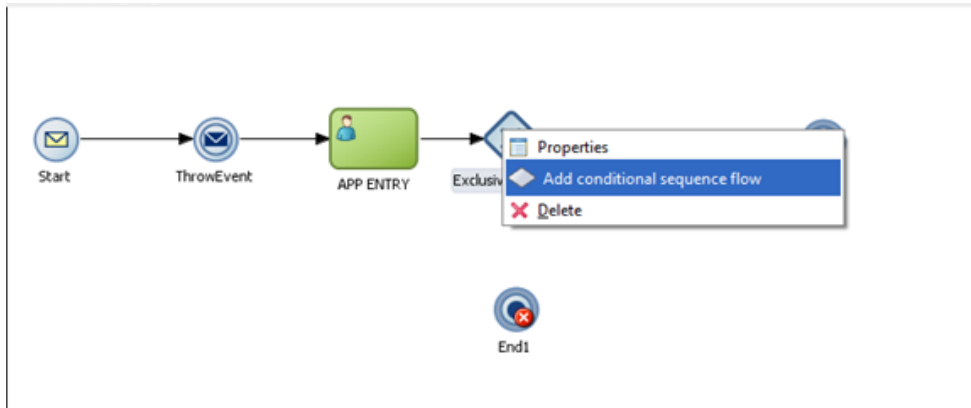 Start
ThrowEvent
APP ENTRY
Properties
Add conditional sequence flow
Delete
End1